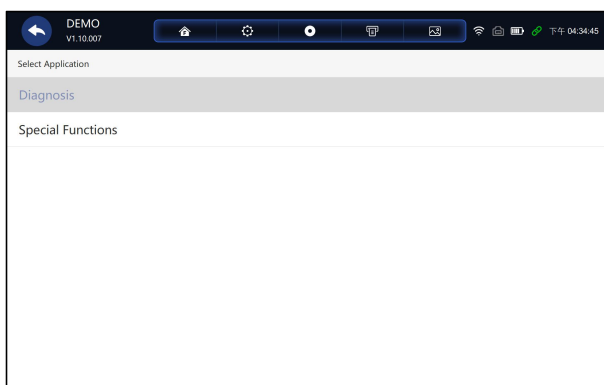 DEMO
V1.10.007
下午 04:34:45
Select Application
Diagnosis
Special Functions